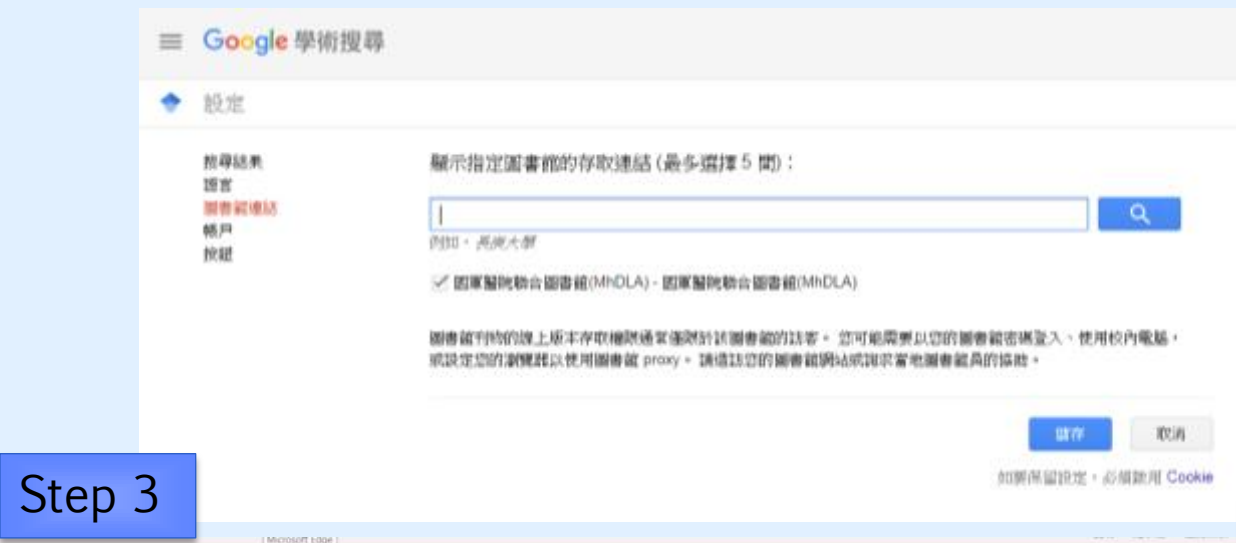 Google 學術搜尋
設定
搜尋結果
語言
圖書館連結
帳戶
按鈕
顯示指定圖書館的存取連結 (最多選擇 5 間)：
例如，長庚大學
國軍醫院聯合圖書館(MhDLA) - 國軍醫院聯合圖書館(MhDLA)
圖書館刊物的線上版本存取權限通常僅限於該圖書館的訪客。 您可能需要以您的圖書館密碼登入、使用校內電腦，
或設定您的瀏覽器以使用圖書館 proxy。 請造訪您的圖書館網站或請求當地圖書館員的協助。
儲存 取消
如要保留設定，必須啟用 Cookie
Step 3
Microsoft Edge